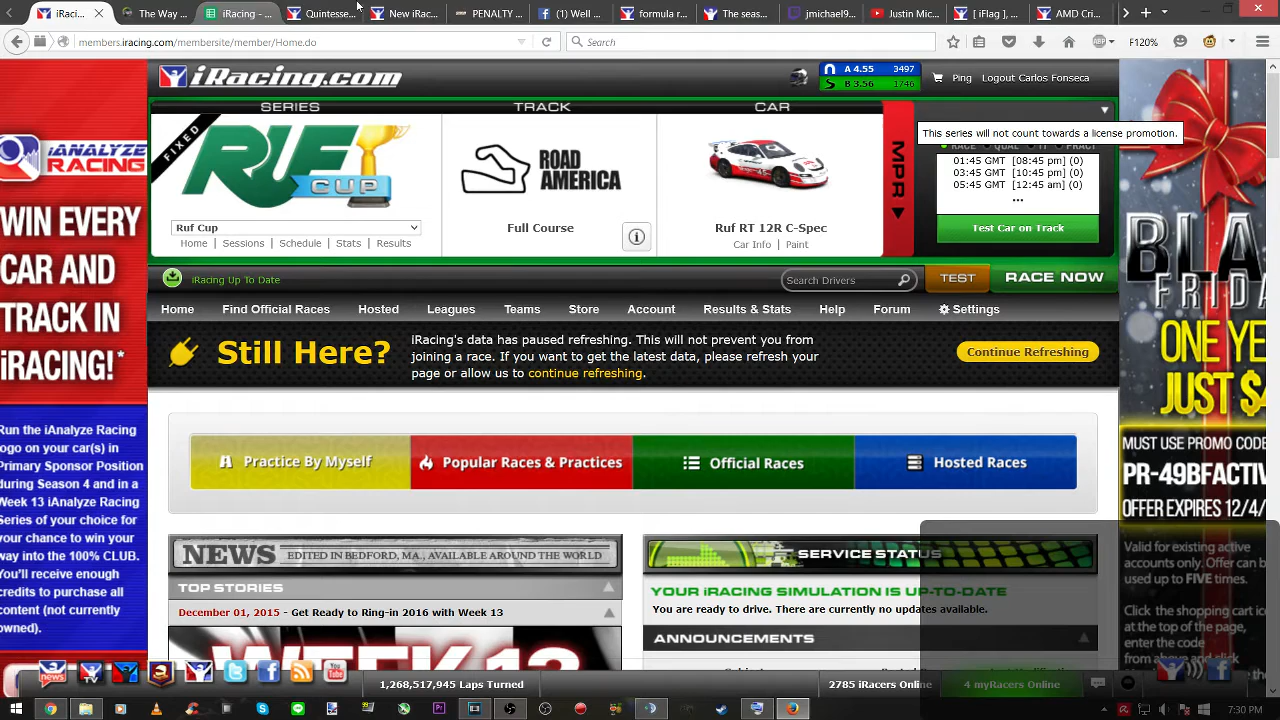 iRaci...
The Way ...
iRacing - ...
Quintesse...
New iRac...
PENALTY ...
(1) Well ...
formula r...
The seas...
jmichael9...
Justin Mic...
[ iFlag ], ...
AMD Cri...
members.iracing.com/membersite/member/Home.do
Search
F120%
iRacing.com
A 4.55 3497
B 3.56 1746
Ping
Logout Carlos Fonseca
SERIES
TRACK
CAR
FIXED
RUF
CUP
ROAD
AMERICA
MPR
This series will not count towards a license promotion.
01:45 GMT [08:45 pm] (0)
03:45 GMT [10:45 pm] (0)
05:45 GMT [12:45 am] (0)
...
Test Car on Track
Ruf Cup
Home | Sessions | Schedule | Stats | Results
Full Course
Ruf RT 12R C-Spec
Car Info | Paint
iRacing Up To Date
Search Drivers
TEST
RACE NOW
Home
Find Official Races
Hosted
Leagues
Teams
Store
Account
Results & Stats
Help
Forum
Settings
Still Here?
iRacing's data has paused refreshing. This will not prevent you from
joining a race. If you want to get the latest data, please refresh your
page or allow us to continue refreshing.
Continue Refreshing
Practice By Myself
Popular Races & Practices
Official Races
Hosted Races
NEWS EDITED IN BEDFORD, MA., AVAILABLE AROUND THE WORLD
TOP STORIES
December 01, 2015 - Get Ready to Ring-in 2016 with Week 13
WEEK 13
SERVICE STATUS
YOUR iRACING SIMULATION IS UP-TO-DATE
You are ready to drive. There are currently no updates available.
ANNOUNCEMENTS
iANALYZE
RACING
WIN EVERY
CAR AND
TRACK IN
iRACING!*
Run the iAnalyze Racing
logo on your car(s) in
Primary Sponsor Position
during Season 4 and in a
Week 13 iAnalyze Racing
Series of your choice for
your chance to win your
way into the 100% CLUB.
You'll receive enough
credits to purchase all
content (not currently
owned).
BLA
FRIDA
ONE YE
JUST $4
MUST USE PROMO CODE
PR-49BFACTIV
OFFER EXPIRES 12/4/
Valid for existing active
accounts only. Offer can b
used up to FIVE times.
Click the shopping cart ic
at the top of the page,
enter the code
from above and click
1,268,517,945 Laps Turned
2785 iRacers Online
4 myRacers Online
7:30 PM